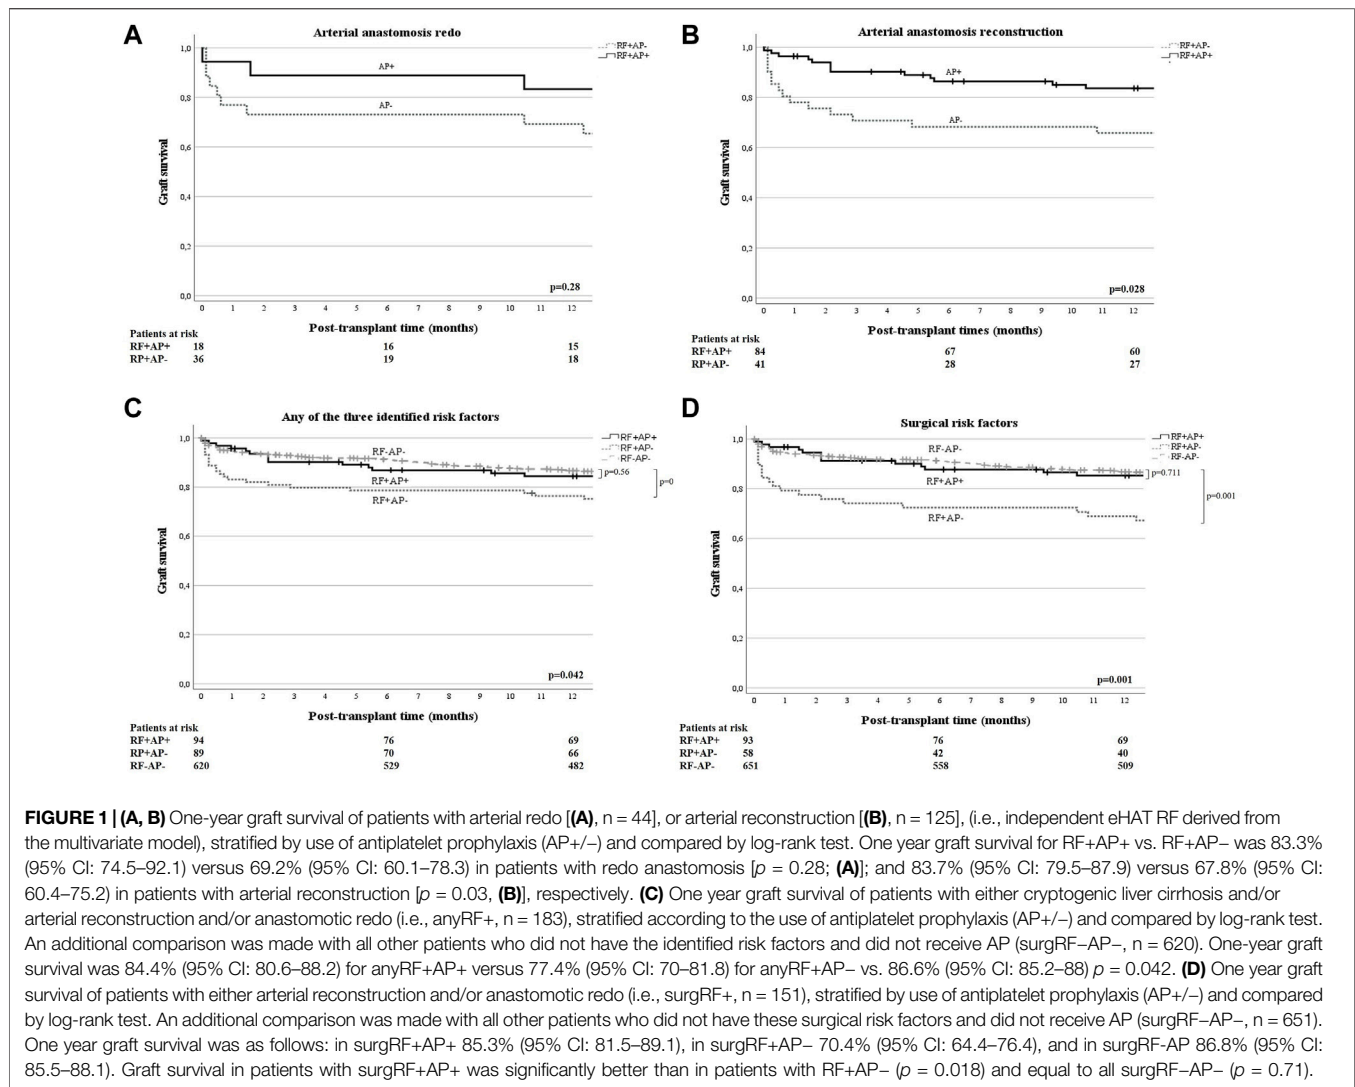 A
Arterial anastomosis redo
RF+AP-
RF+AP+
1,0
0,8
0,6
0,4
0,2
0,0
Graft survival
AP+
AP-
p=0.28
0 1 2 3 4 5 6 7 8 9 10 11 12
Post-transplant time (months)
Patients at risk
RF+AP+ 18 16 15
RP+AP- 36 19 18
B
Arterial anastomosis reconstruction
RF+AP-
RF+AP+
1,0
0,8
0,6
0,4
0,2
0,0
Graft survival
AP+
AP-
p=0.028
0 1 2 3 4 5 6 7 8 9 10 11 12
Post-transplant times (months)
Patients at risk
RF+AP+ 84 67 60
RP+AP- 41 28 27
C
Any of the three identified risk factors
RF+AP+
RF+AP-
RF-AP-
1,0
0,8
0,6
0,4
0,2
0,0
Graft survival
RF-AP-
RF+AP+
RF+AP-
p=0.56
p=0
p=0.042
0 1 2 3 4 5 6 7 8 9 10 11 12
Post-transplant time (months)
Patients at risk
RF+AP+ 94 76 69
RP+AP- 89 70 66
RF-AP- 620 529 482
D
Surgical risk factors
RF+AP+
RF+AP-
RF-AP-
1,0
0,8
0,6
0,4
0,2
0,0
Graft survival
RF-AP-
RF+AP+
RF+AP-
p=0.711
p=0.001
p=0.001
0 1 2 3 4 5 6 7 8 9 10 11 12
Post-transplant time (months)
Patients at risk
RF+AP+ 93 76 69
RP+AP- 58 42 40
RF-AP- 651 558 509
FIGURE 1 | (A, B) One-year graft survival of patients with arterial redo [(A), n = 44], or arterial reconstruction [(B), n = 125], (i.e., independent eHAT RF derived from
the multivariate model), stratified by use of antiplatelet prophylaxis (AP+/−) and compared by log-rank test. One year graft survival for RF+AP+ vs. RF+AP− was 83.3%
(95% CI: 74.5–92.1) versus 69.2% (95% CI: 60.1–78.3) in patients with redo anastomosis [p = 0.28; (A)]; and 83.7% (95% CI: 79.5–87.9) versus 67.8% (95% CI:
60.4–75.2) in patients with arterial reconstruction [p = 0.03, (B)], respectively. (C) One year graft survival of patients with either cryptogenic liver cirrhosis and/or
arterial reconstruction and/or anastomotic redo (i.e., anyRF+, n = 183), stratified according to the use of antiplatelet prophylaxis (AP+/−) and compared by log-rank test.
An additional comparison was made with all other patients who did not have the identified risk factors and did not receive AP (surgRF−AP−, n = 620). One-year graft
survival was 84.4% (95% CI: 80.6–88.2) for anyRF+AP+ versus 77.4% (95% CI: 70–81.8) for anyRF+AP− vs. 86.6% (95% CI: 85.2–88) p = 0.042. (D) One year graft
survival of patients with either arterial reconstruction and/or anastomotic redo (i.e., surgRF+, n = 151), stratified by use of antiplatelet prophylaxis (AP+/−) and compared
by log-rank test. An additional comparison was made with all other patients who did not have these surgical risk factors and did not receive AP (surgRF−AP−, n = 651).
One year graft survival was as follows: in surgRF+AP+ 85.3% (95% CI: 81.5–89.1), in surgRF+AP− 70.4% (95% CI: 64.4–76.4), and in surgRF-AP 86.8% (95% CI:
85.5–88.1). Graft survival in patients with surgRF+AP+ was significantly better than in patients with RF+AP− (p = 0.018) and equal to all surgRF−AP− (p = 0.71).